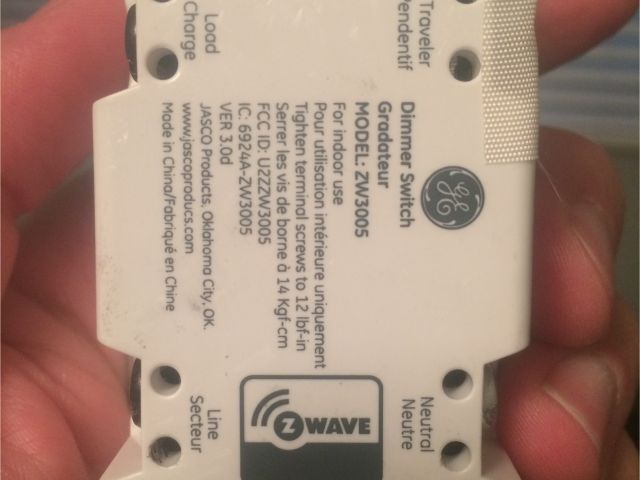 Load
Charge
Traveler
Pendentif
GE
Dimmer Switch
Gradateur
MODEL: ZW3005
For indoor use
Pour utilisation intérieure uniquement
Tighten terminal screws to 12 lbf-in
Serrer les vis de borne à 14 Kgf-cm
FCC ID: U2ZZW3005
IC: 6924A-ZW3005
VER 3.0d
JASCO Products, Oklahoma City, OK.
www.jascoproducs.com
Made in China/Fabriqué en Chine
Line
Secteur
Z WAVE
Neutral
Neutre